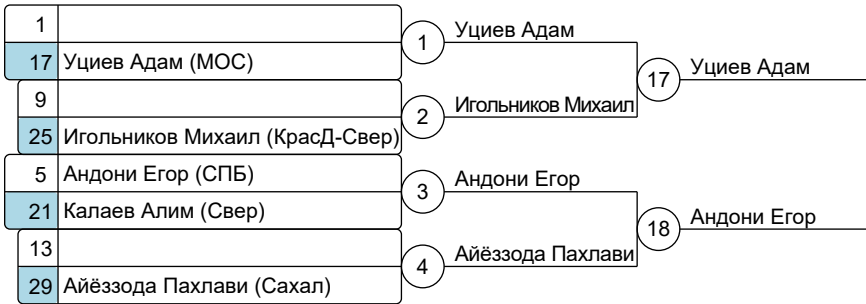 1
Уциев Адам
17 Уциев Адам (МОС)
1
17
Уциев Адам
9
Игольников Михаил
2
25 Игольников Михаил (КрасД-Свер)
5 Андони Егор (СПБ)
Андони Егор
3
21 Калаев Алим (Свер)
18
Андони Егор
13
Айёззода Пахлави
4
29 Айёззода Пахлави (Сахал)